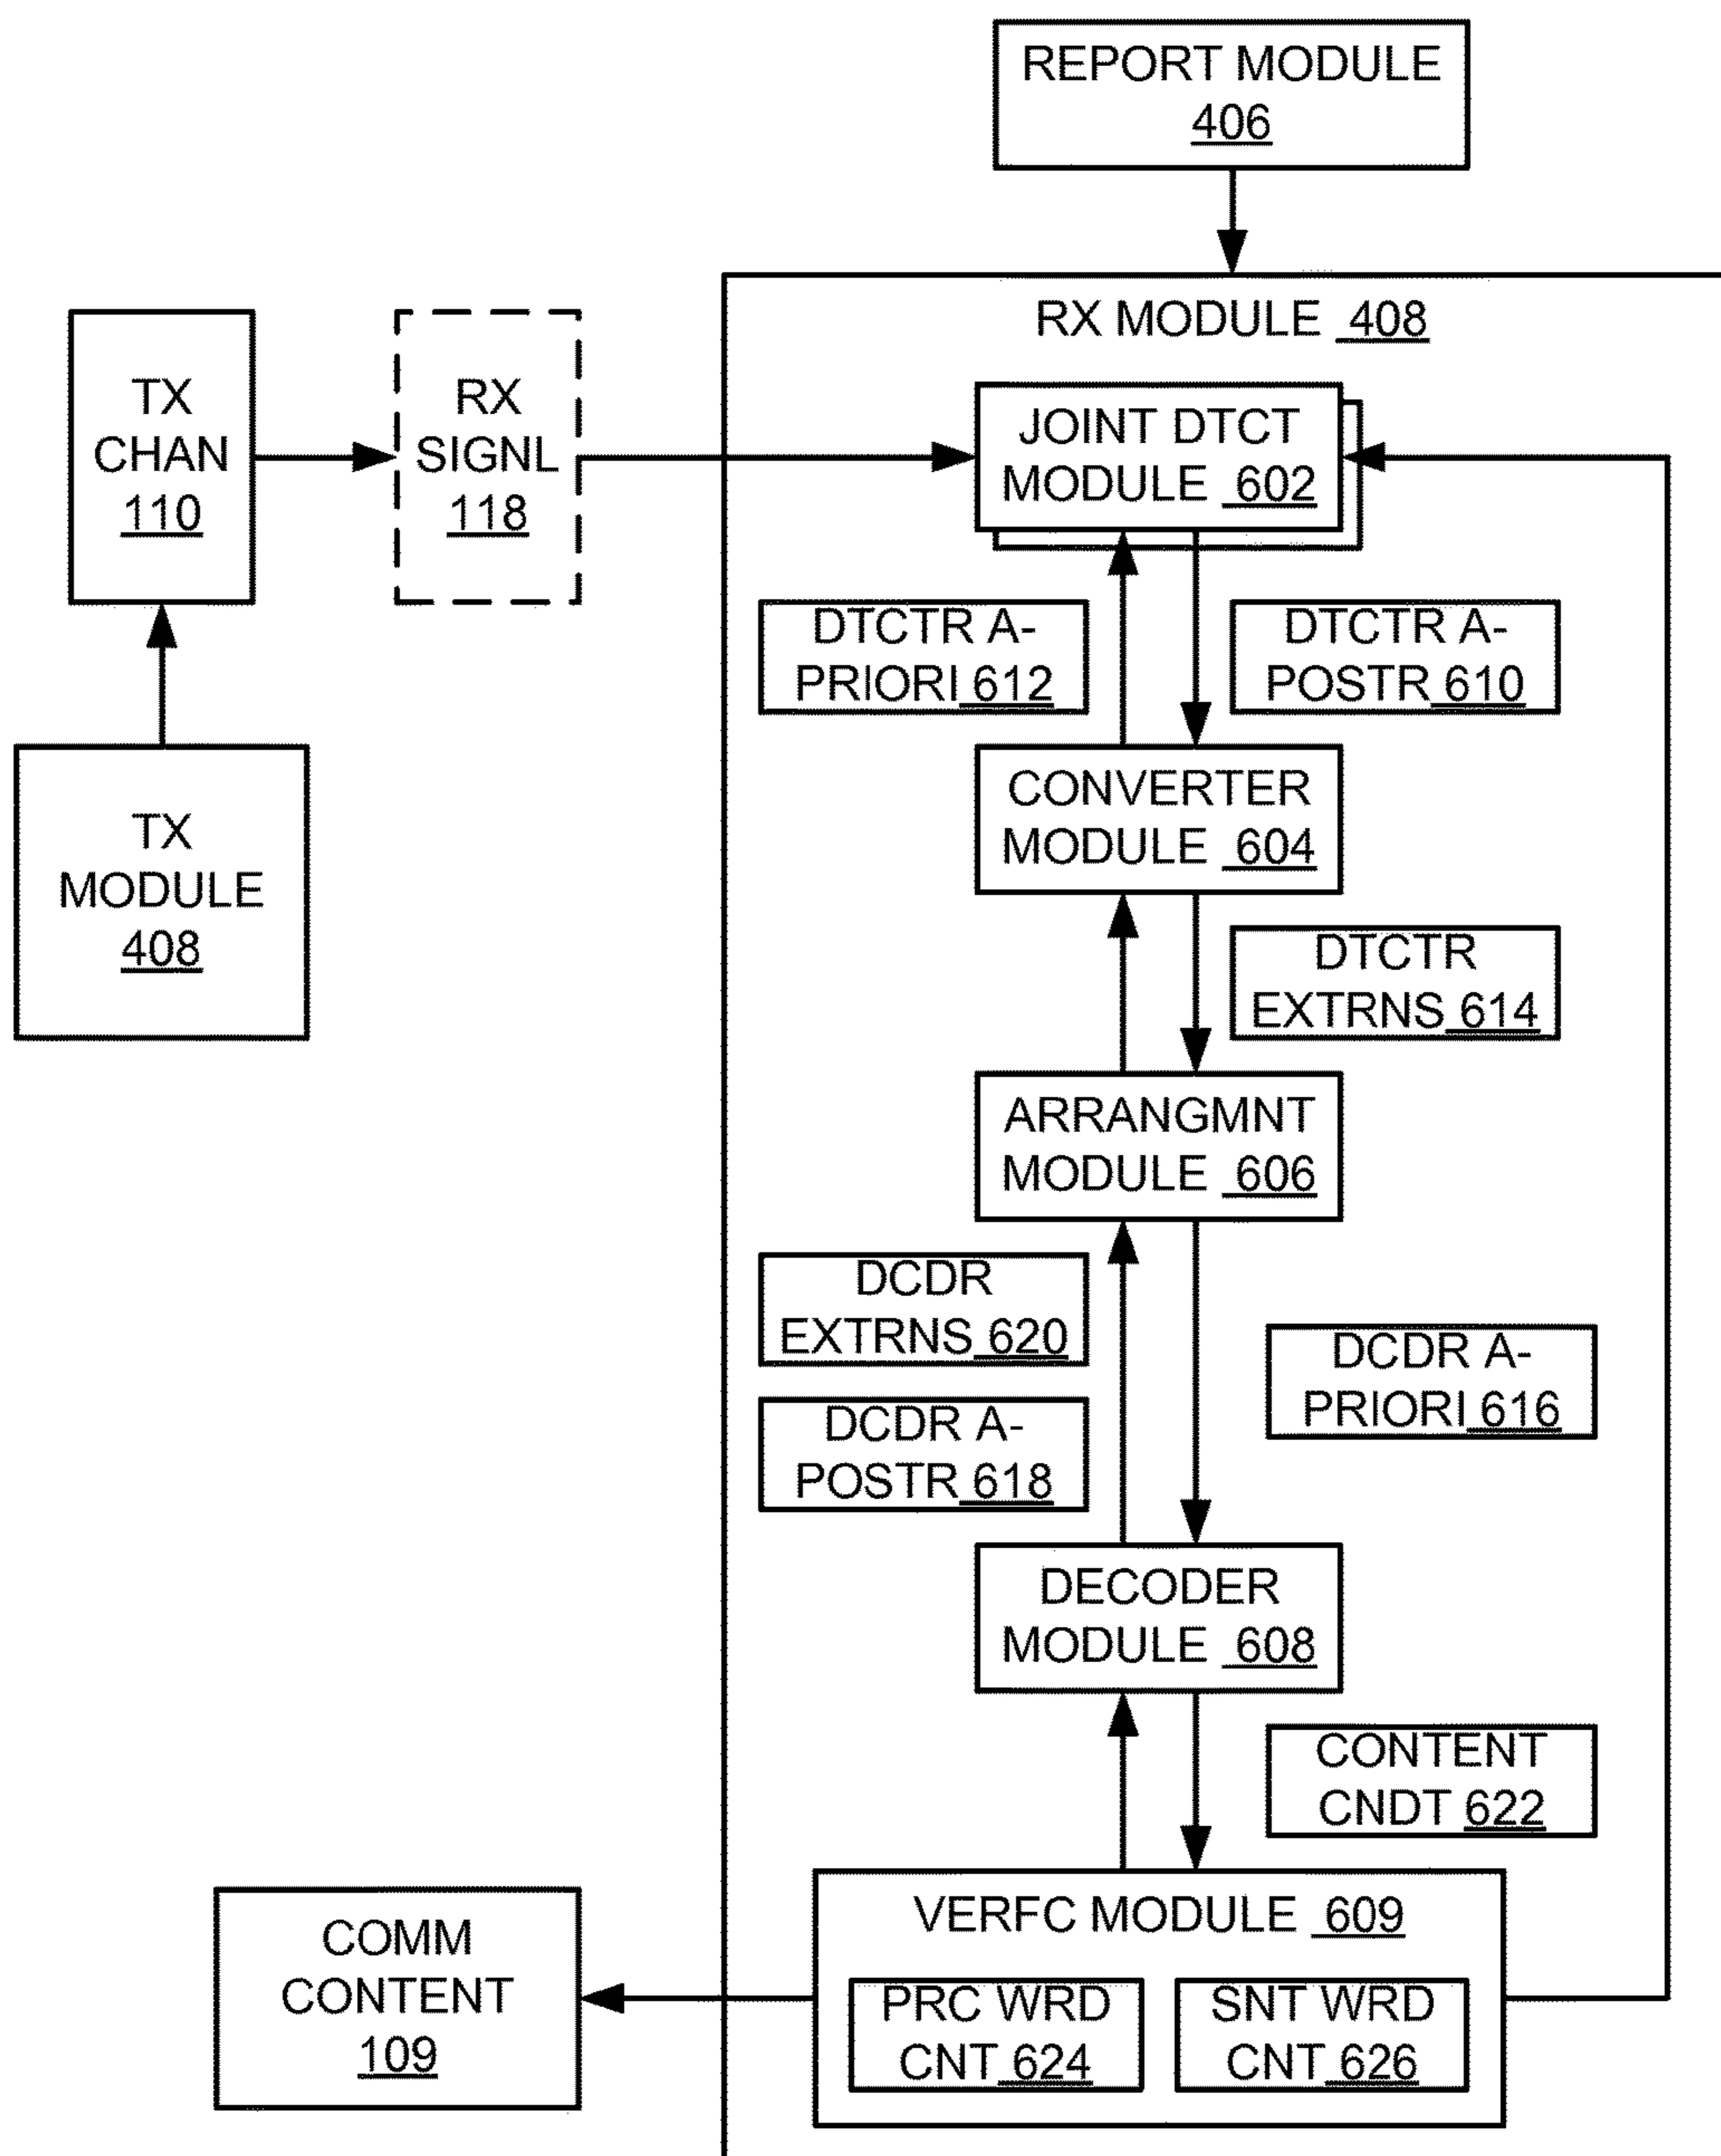 REPORT MODULE
406
RX MODULE 408
TX
CHAN
110
RX
SIGNL
118
JOINT DTCT
MODULE 602
DTCTR A-
PRIORI 612
DTCTR A-
POSTR 610
TX
MODULE
408
CONVERTER
MODULE 604
DTCTR
EXTRNS 614
ARRANGMNT
MODULE 606
DCDR
EXTRNS 620
DCDR A-
PRIORI 616
DCDR A-
POSTR 618
DECODER
MODULE 608
CONTENT
CNDT 622
VERFC MODULE 609
PRC WRD
CNT 624
SNT WRD
CNT 626
COMM
CONTENT
109